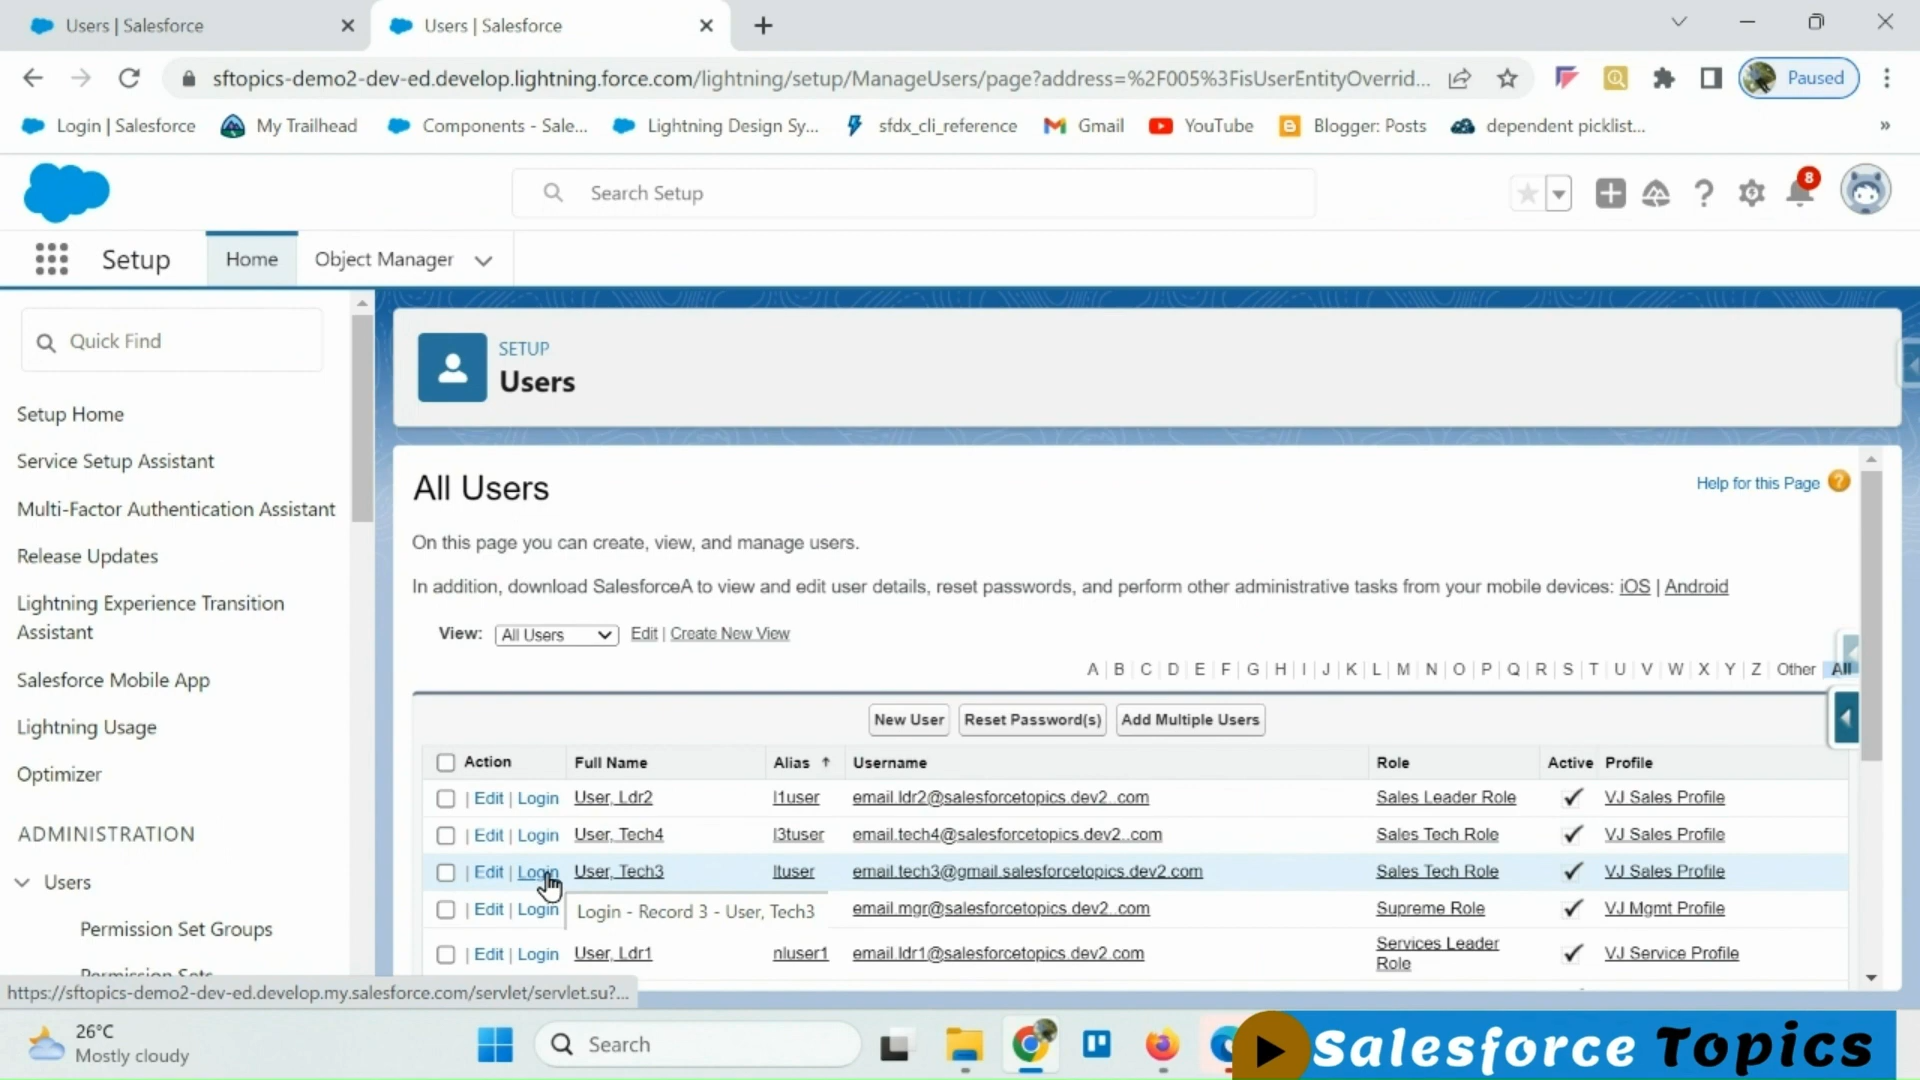 Users | Salesforce
Users | Salesforce
sftopics-demo2-dev-ed.develop.lightning.force.com/lightning/setup/ManageUsers/page?address=%2F005%3FisUserEntityOverrid...
Paused
Login | Salesforce
My Trailhead
Components - Sale...
Lightning Design Sy...
sfdx_cli_reference
Gmail
YouTube
Blogger: Posts
dependent picklist...
»
Search Setup
8
Setup
Home
Object Manager
Quick Find
Setup Home
Service Setup Assistant
Multi-Factor Authentication Assistant
Release Updates
Lightning Experience Transition
Assistant
Salesforce Mobile App
Lightning Usage
Optimizer
ADMINISTRATION
Users
Permission Set Groups
Permission Sets
SETUP
Users
All Users
Help for this Page
On this page you can create, view, and manage users.
In addition, download SalesforceA to view and edit user details, reset passwords, and perform other administrative tasks from your mobile devices: iOS | Android
View: All Users Edit | Create New View
A | B | C | D | E | F | G | H | I | J | K | L | M | N | O | P | Q | R | S | T | U | V | W | X | Y | Z | Other | All
New User Reset Password(s) Add Multiple Users
Action Full Name Alias Username Role Active Profile
| Edit | Login User, Ldr2 l1user email.ldr2@salesforcetopics.dev2..com Sales Leader Role VJ Sales Profile
| Edit | Login User, Tech4 l3tuser email.tech4@salesforcetopics.dev2..com Sales Tech Role VJ Sales Profile
| Edit | Login User, Tech3 ltuser email.tech3@gmail.salesforcetopics.dev2.com Sales Tech Role VJ Sales Profile
| Edit | Login email.mgr@salesforcetopics.dev2..com Supreme Role VJ Mgmt Profile
Login - Record 3 - User, Tech3
| Edit | Login User, Ldr1 nluser1 email.ldr1@salesforcetopics.dev2.com Services Leader Role VJ Service Profile
https://sftopics-demo2-dev-ed.develop.my.salesforce.com/servlet/servlet.su?...
26°C
Mostly cloudy
Search
Salesforce Topics